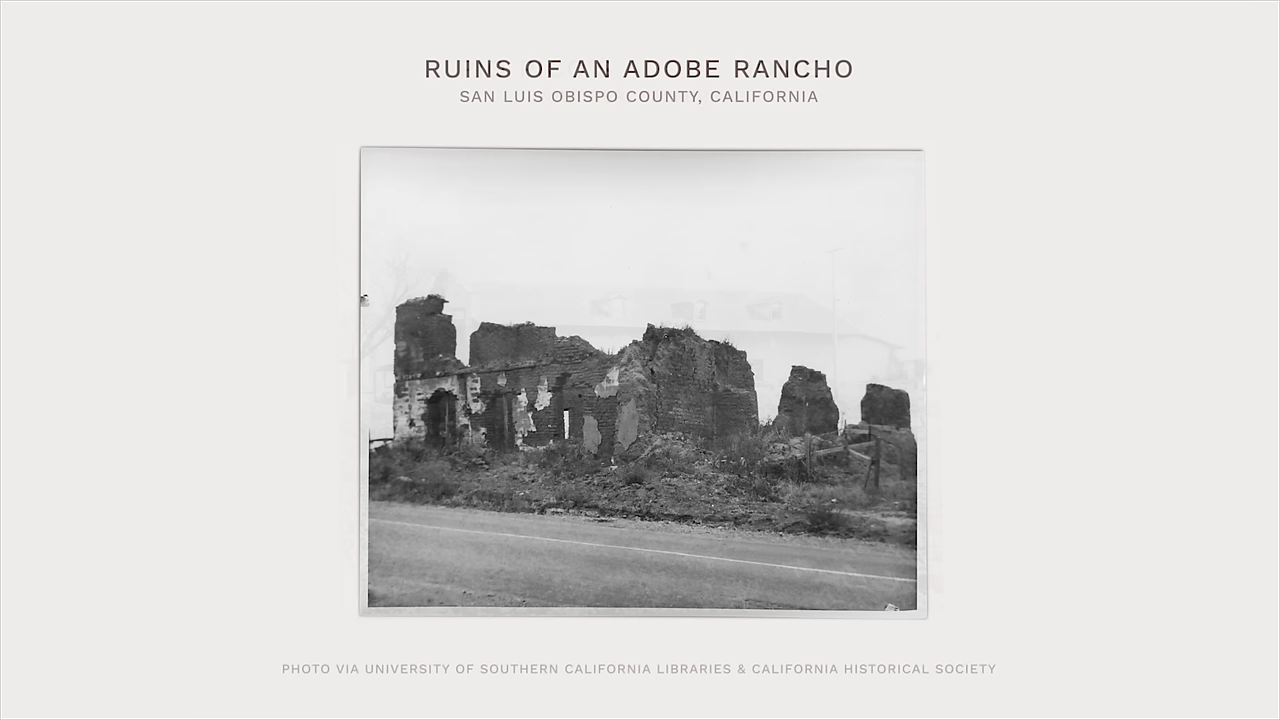 RUINS OF AN ADOBE RANCHO
SAN LUIS OBISPO COUNTY, CALIFORNIA
PHOTO VIA UNIVERSITY OF SOUTHERN CALIFORNIA LIBRARIES & CALIFORNIA HISTORICAL SOCIETY